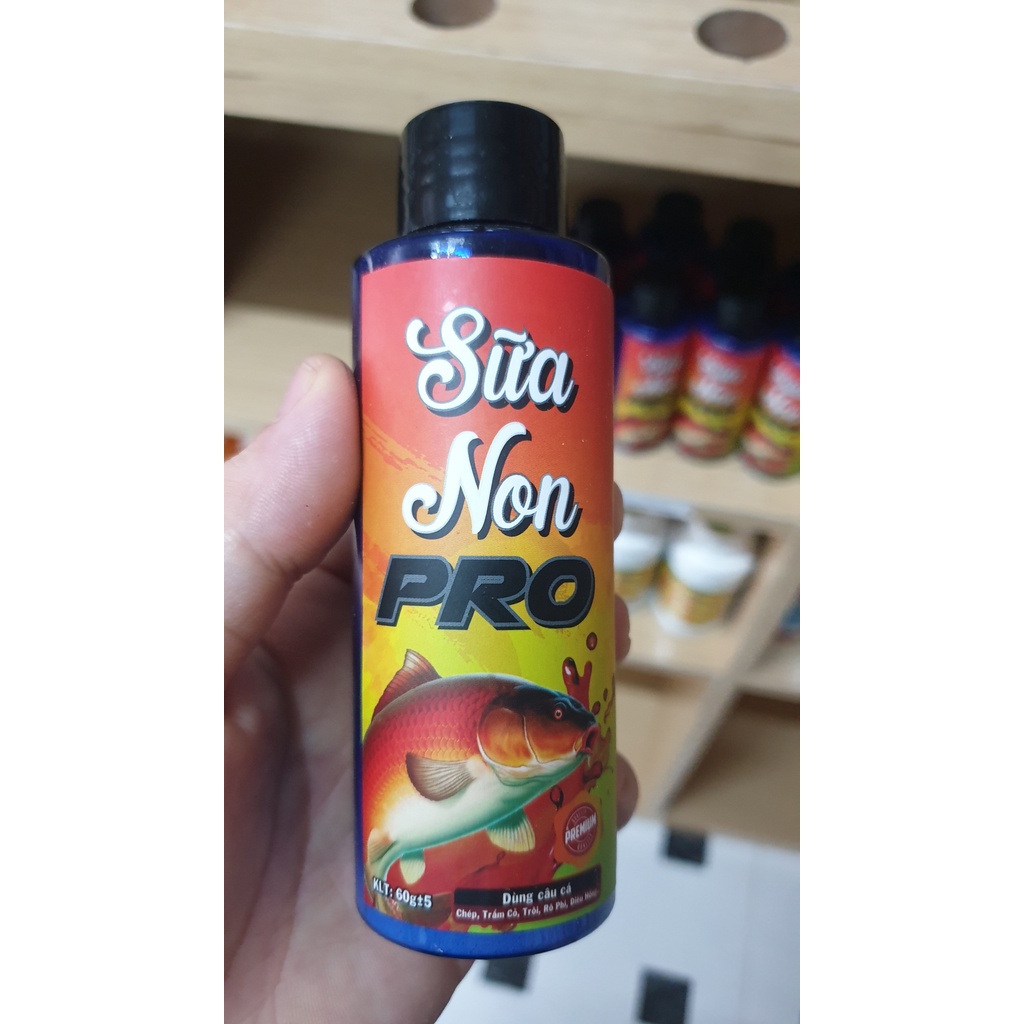 Sữa
Non
PRO
PREMIUM
KLT: 60g±5
Dùng câu cá
Chép, Trắm Cỏ, Trôi, Rô Phi, Diêu Hồng